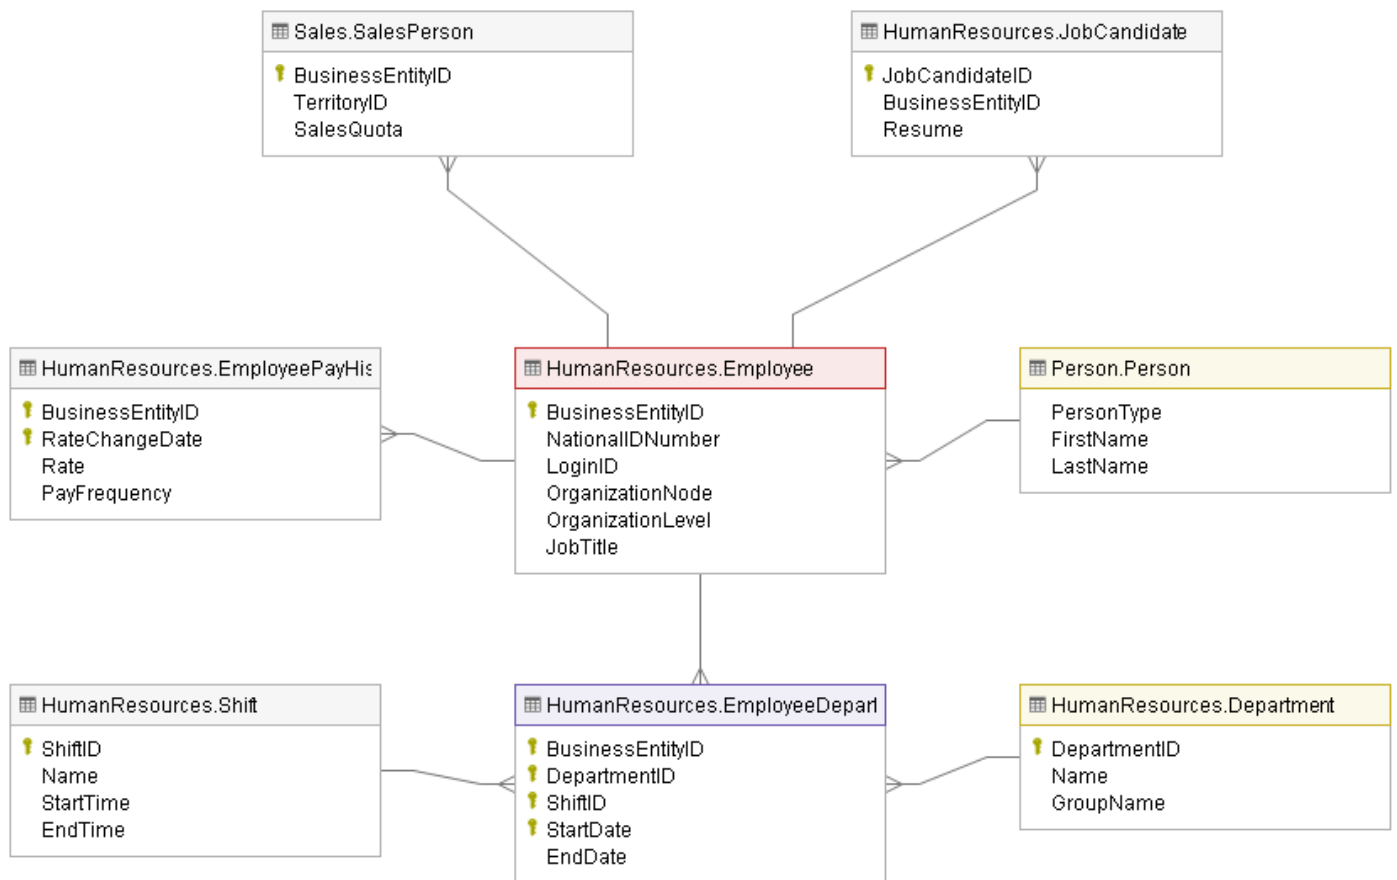 Sales.SalesPerson
BusinessEntityID
TerritoryID
SalesQuota
HumanResources.JobCandidate
JobCandidateID
BusinessEntityID
Resume
HumanResources.EmployeePayHis
BusinessEntityID
RateChangeDate
Rate
PayFrequency
HumanResources.Employee
BusinessEntityID
NationalIDNumber
LoginID
OrganizationNode
OrganizationLevel
JobTitle
Person.Person
PersonType
FirstName
LastName
HumanResources.Shift
ShiftID
Name
StartTime
EndTime
HumanResources.EmployeeDepart
BusinessEntityID
DepartmentID
ShiftID
StartDate
EndDate
HumanResources.Department
DepartmentID
Name
GroupName